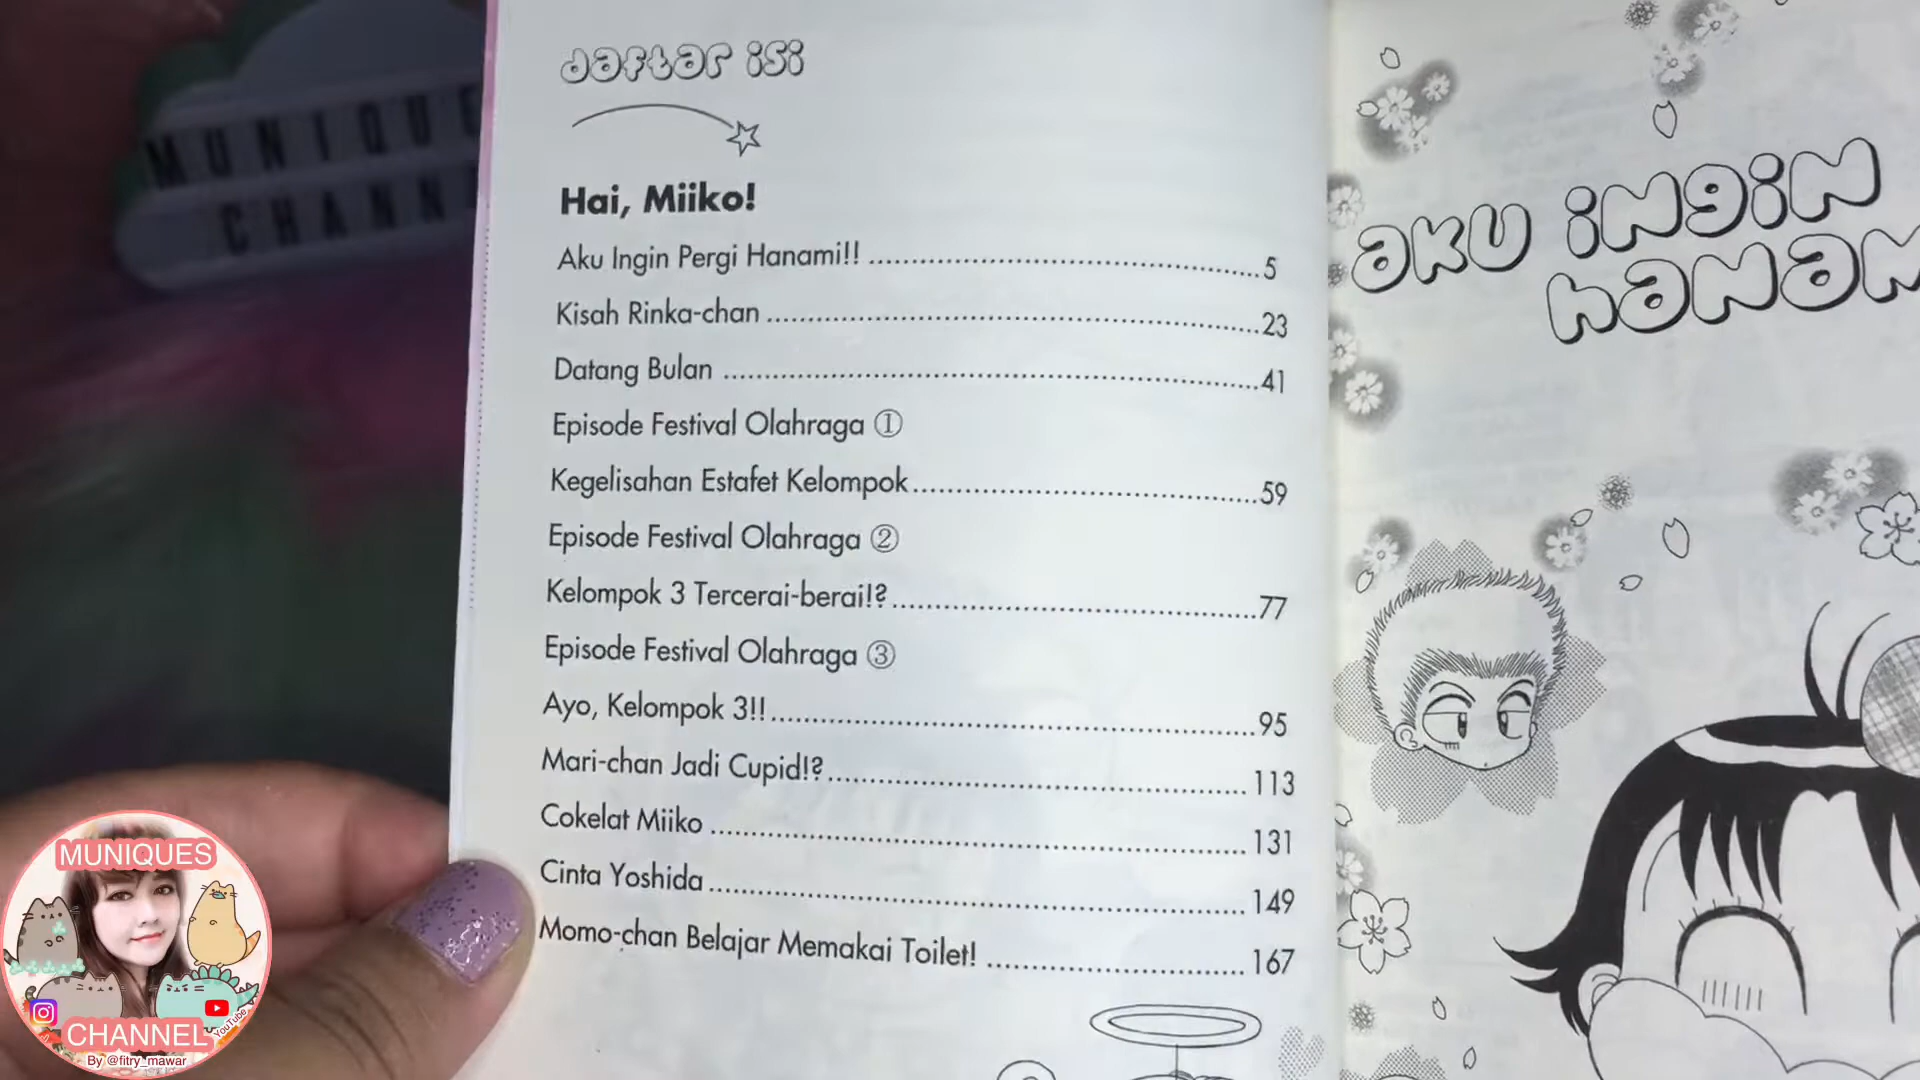 MUNIQUE
CHANN
daftar isi
Hai, Miiko!
Aku Ingin Pergi Hanami!! 5
Kisah Rinka-chan 23
Datang Bulan 41
Episode Festival Olahraga ①
Kegelisahan Estafet Kelompok 59
Episode Festival Olahraga ②
Kelompok 3 Tercerai-berai!? 77
Episode Festival Olahraga ③
Ayo, Kelompok 3!! 95
Mari-chan Jadi Cupid!? 113
Cokelat Miiko 131
Cinta Yoshida 149
Momo-chan Belajar Memakai Toilet! 167
aku ingin
MUNIQUES
CHANNEL
YouTube
By @fitry_mawar